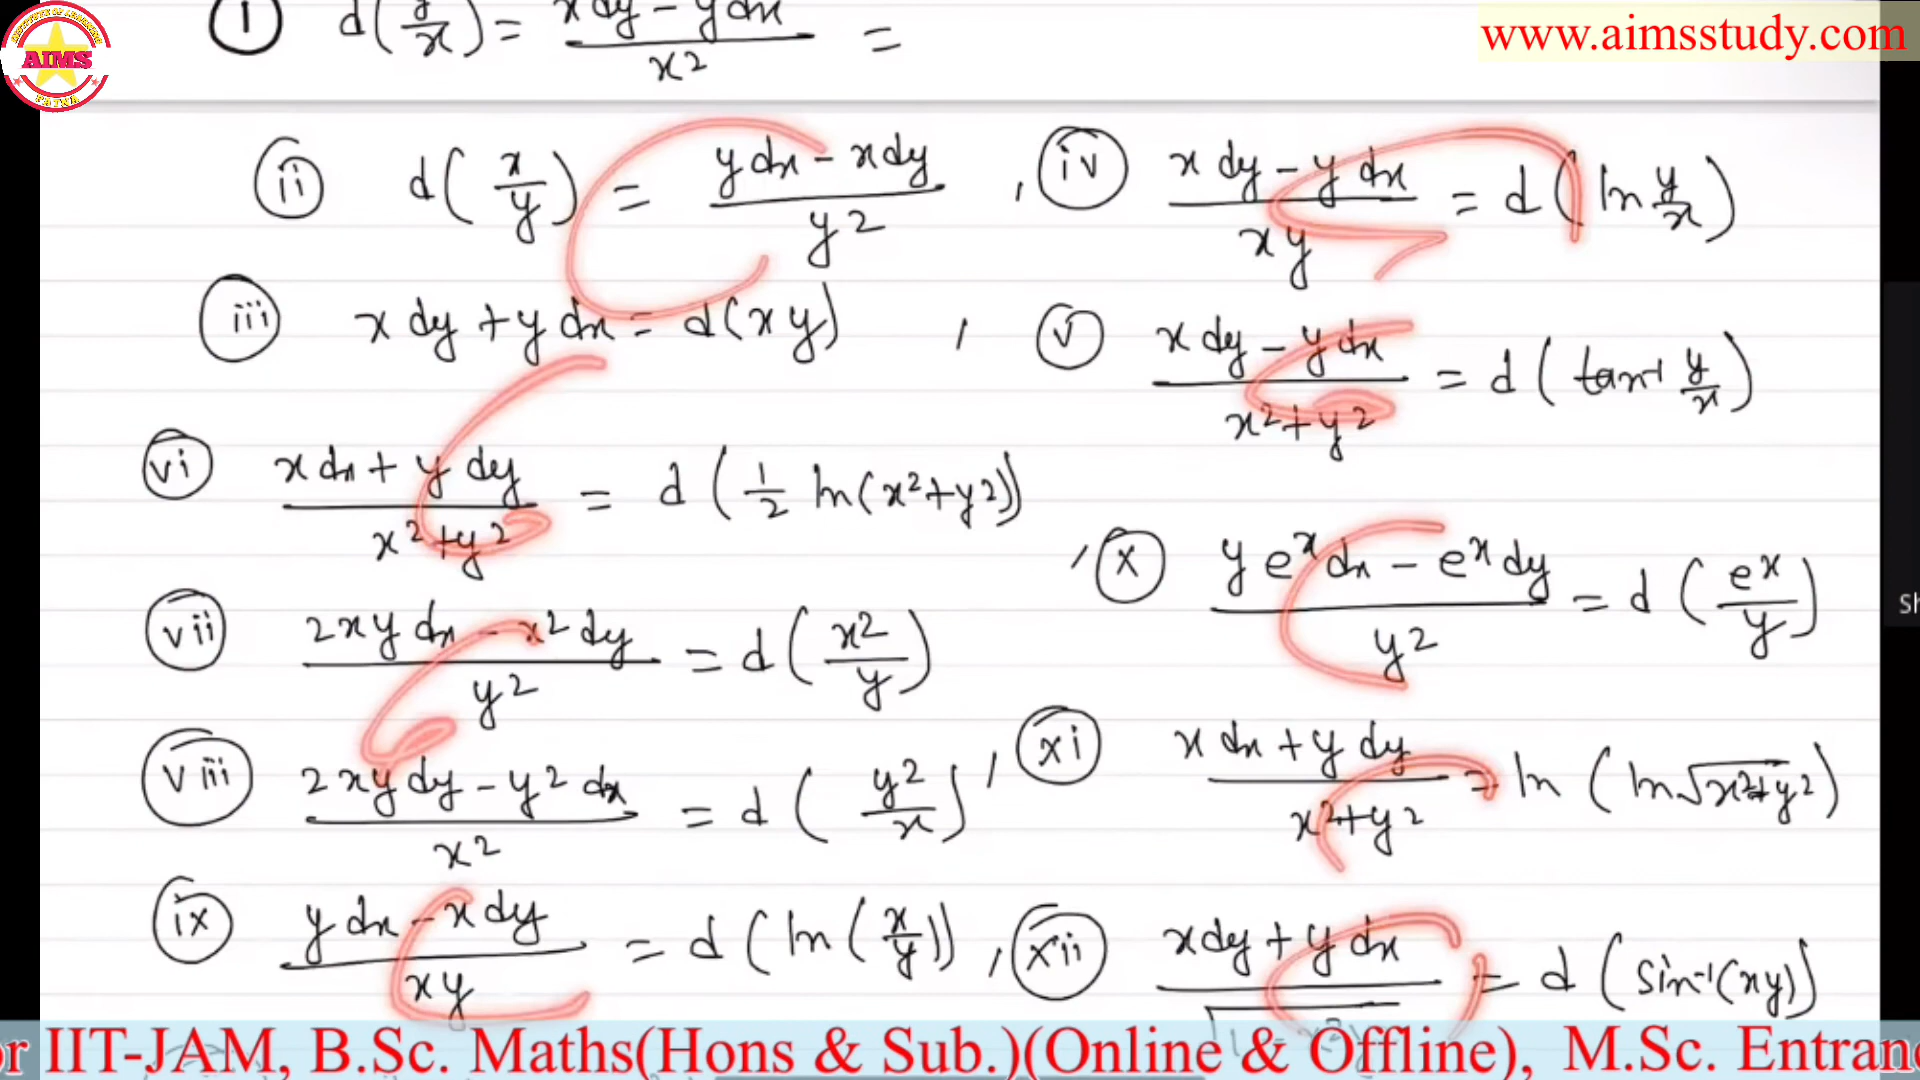 AIMS
PATNA
www.aimsstudy.com
(i) d(y/x) = (x dy - y dx)/x² =
(ii) d(x/y) = (y dx - x dy)/y² , (iv) (x dy - y dx)/xy = d(ln y/x)
(iii) x dy + y dx = d(xy) , (v) (x dy - y dx)/(x²+y²) = d(tan⁻¹ y/x)
(vi) (x dx + y dy)/(x²+y²) = d(1/2 ln(x²+y²))
, (x) (y eˣ dx - eˣ dy)/y² = d(eˣ/y)
(vii) (2xy dx - x² dy)/y² = d(x²/y)
(viii) (2xy dy - y² dx)/x² = d(y²/x) , (xi) (x dx + y dy)/(x²+y²) = ln(ln√(x²+y²))
(ix) (y dx - x dy)/xy = d(ln(x/y)) , (xii) (x dy + y dx)/√ = d(sin⁻¹(xy))
Sh
or IIT-JAM, B.Sc. Maths(Hons & Sub.)(Online & Offline), M.Sc. Entranc